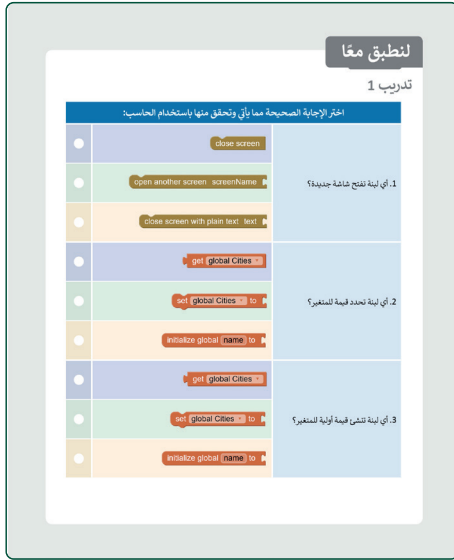 لنطبق معًا
تدريب 1
اختر الإجابة الصحيحة مما يأتي وتحقق منها باستخدام الحاسب:
1. أي لبنة تفتح شاشة جديدة؟
close screen
open another screen screenName
close screen with plain text text
2. أي لبنة تحدد قيمة للمتغير؟
get global Cities
set global Cities to
initialize global name to
3. أي لبنة تنشئ قيمة أولية للمتغير؟
get global Cities
set global Cities to
initialize global name to